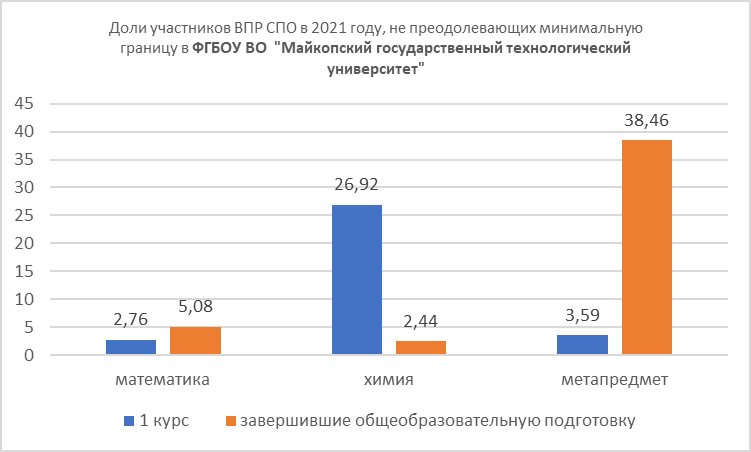 Доли участников ВПР СПО в 2021 году, не преодолевающих минимальную
границу в ФГБОУ ВО "Майкопский государственный технологический
университет"
45
40
35
30
25
20
15
10
5
0
2,76
5,08
26,92
2,44
3,59
38,46
математика
химия
метапредмет
1 курс
завершившие общеобразовательную подготовку